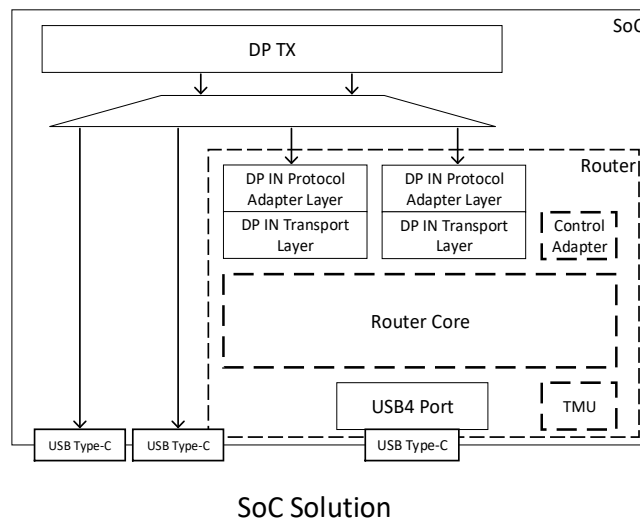 SoC
DP TX
Router
DP IN Protocol
Adapter Layer
DP IN Transport
Layer
DP IN Protocol
Adapter Layer
DP IN Transport
Layer
Control
Adapter
Router Core
USB4 Port
TMU
USB Type-C
USB Type-C
USB Type-C
SoC Solution